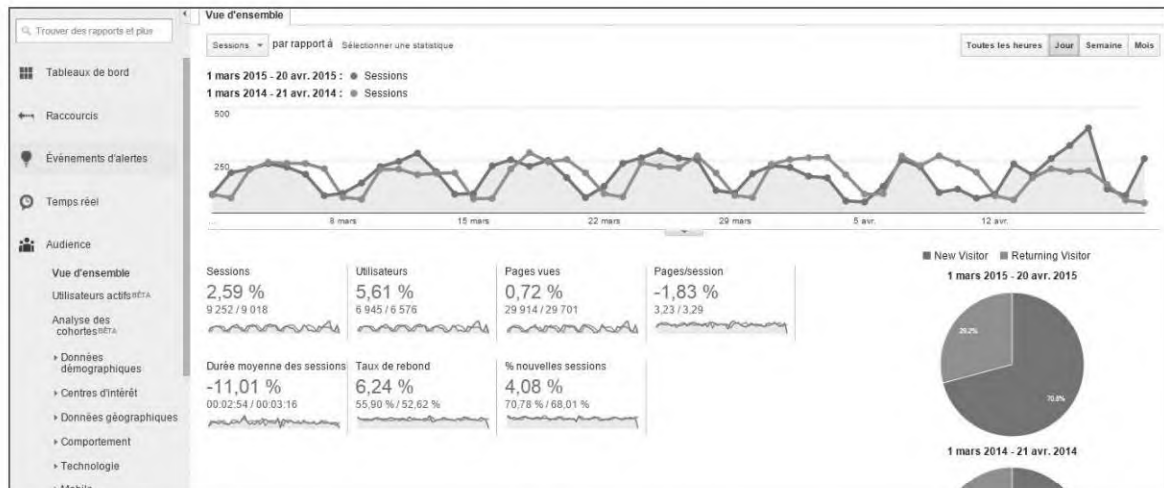 Trouver des rapports et plus
Tableaux de bord
Raccourcis
Événements d'alertes
Temps réel
Audience
Vue d'ensemble
Utilisateurs actifs BÊTA
Analyse des
cohortes BÊTA
Données
démographiques
Centres d'intérêt
Données géographiques
Comportement
Technologie
Mobile
Vue d'ensemble
Sessions par rapport à Sélectionner une statistique
Toutes les heures Jour Semaine Mois
1 mars 2015 - 20 avr. 2015 : Sessions
1 mars 2014 - 21 avr. 2014 : Sessions
500
250
... 8 mars 15 mars 22 mars 29 mars 5 avr. 12 avr.
Sessions
2,59 %
9 252 / 9 018
Utilisateurs
5,61 %
6 945 / 6 576
Pages vues
0,72 %
29 914 / 29 701
Pages/session
-1,83 %
3,23 / 3,29
Durée moyenne des sessions
-11,01 %
00:02:54 / 00:03:16
Taux de rebond
6,24 %
55,90 % / 52,62 %
% nouvelles sessions
4,08 %
70,78 % / 68,01 %
New Visitor Returning Visitor
1 mars 2015 - 20 avr. 2015
29.2%
70.8%
1 mars 2014 - 21 avr. 2014